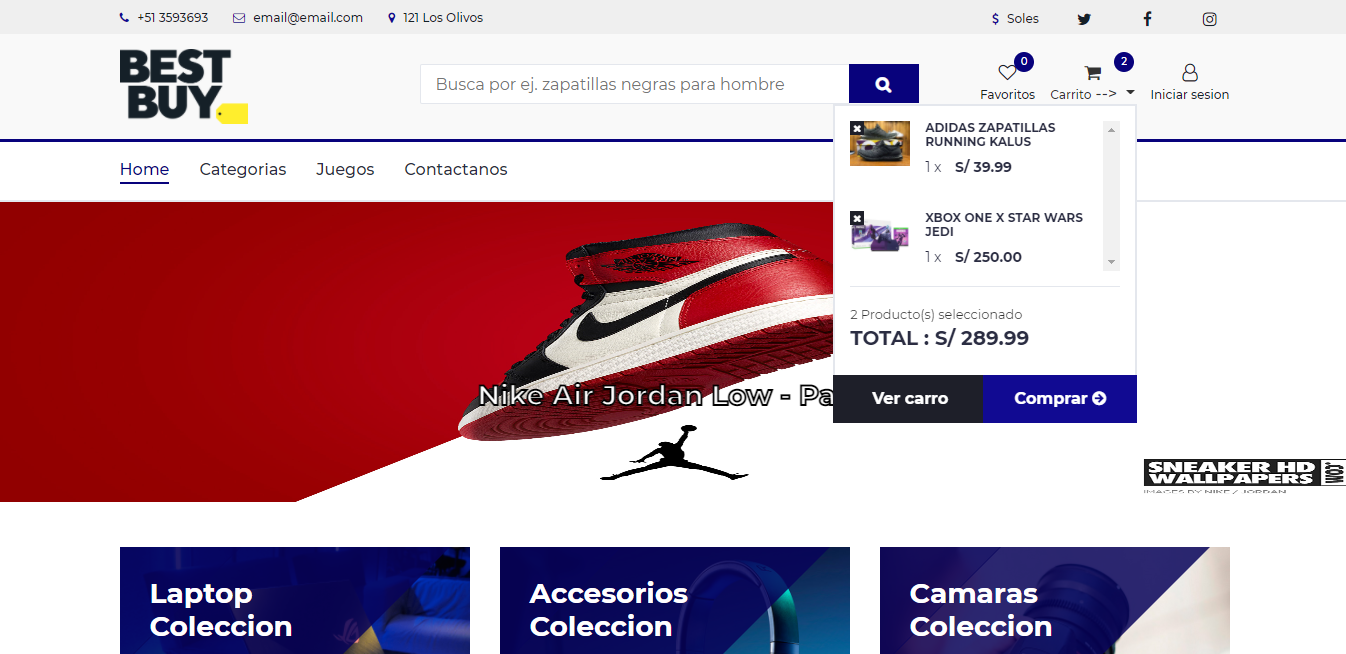 +51 3593693 email@email.com 121 Los Olivos $ Soles
BEST
BUY
Busca por ej. zapatillas negras para hombre
0
Favoritos
2
Carrito -->
Iniciar sesion
Home Categorias Juegos Contactanos
ADIDAS ZAPATILLAS
RUNNING KALUS
1 x S/ 39.99
XBOX ONE X STAR WARS
JEDI
1 x S/ 250.00
2 Producto(s) seleccionado
TOTAL : S/ 289.99
Ver carro Comprar
Nike Air Jordan Low - Pa
SNEAKER HD
WALLPAPERS
.COM
IMAGES BY NIKE / JORDAN
Laptop
Coleccion
Accesorios
Coleccion
Camaras
Coleccion